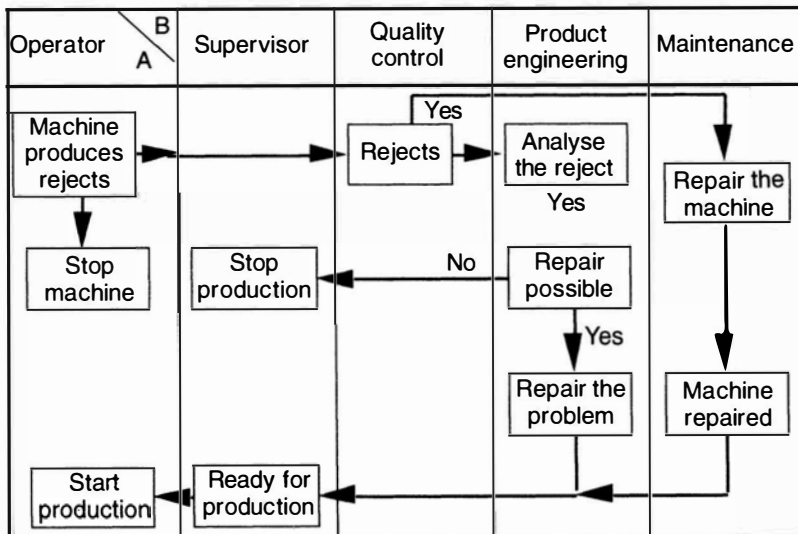 Operator
B
A
Supervisor
Quality
control
Product
engineering
Maintenance
Machine
produces
rejects
Yes
Rejects
Analyse
the reject
Yes
Repair the
machine
Stop
machine
Stop
production
No
Repair
possible
Yes
Repair the
problem
Machine
repaired
Start
production
Ready for
production